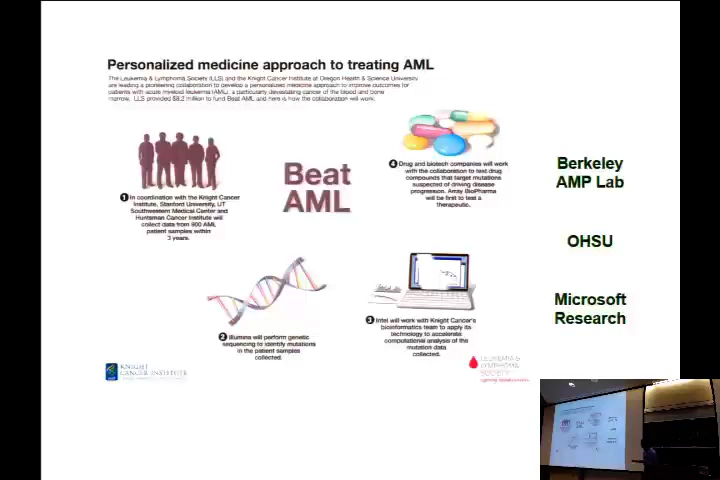 Personalized medicine approach to treating AML
The Leukemia & Lymphoma Society (LLS) and the Knight Cancer Institute at Oregon Health & Science University
are leading a pioneering collaboration to develop a personalized medicine approach to improve outcomes for
patients with acute myeloid leukemia (AML), a particularly devastating cancer of the blood and bone
marrow. LLS provided $8.2 million to fund Beat AML and here is how the collaboration will work.
Beat
AML
1 In coordination with the Knight Cancer
Institute, Stanford University, UT
Southwestern Medical Center and
Huntsman Cancer Institute will
collect data from 900 AML
patient samples within
3 years.
2 Illumina will perform genetic
sequencing to identify mutations
in the patient samples
collected.
3 Intel will work with Knight Cancer's
bioinformatics team to apply its
technology to accelerate
computational analysis of the
mutation data
collected.
4 Drug and biotech companies will work
with the collaboration to test drug
compounds that target mutations
suspected of driving disease
progression. Array BioPharma
will be first to test a
therapeutic.
Berkeley
AMP Lab
OHSU
Microsoft
Research
KNIGHT
CANCER INSTITUTE
LEUKEMIA &
LYMPHOMA
SOCIETY